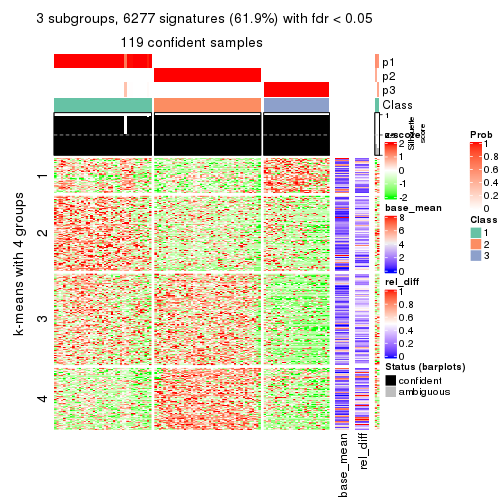 3 subgroups, 6277 signatures (61.9%) with fdr < 0.05
119 confident samples
p1
p2
p3
Class
1
Silhouette
score
k-means with 4 groups
1
2
3
4
z-score
2
1
0
-1
-2
base_mean
8
6
4
2
0
rel_diff
1
0.8
0.6
0.4
0.2
0
Status (barplots)
confident
ambiguous
Prob
1
0.8
0.6
0.4
0.2
0
Class
1
2
3
base_mean
rel_diff